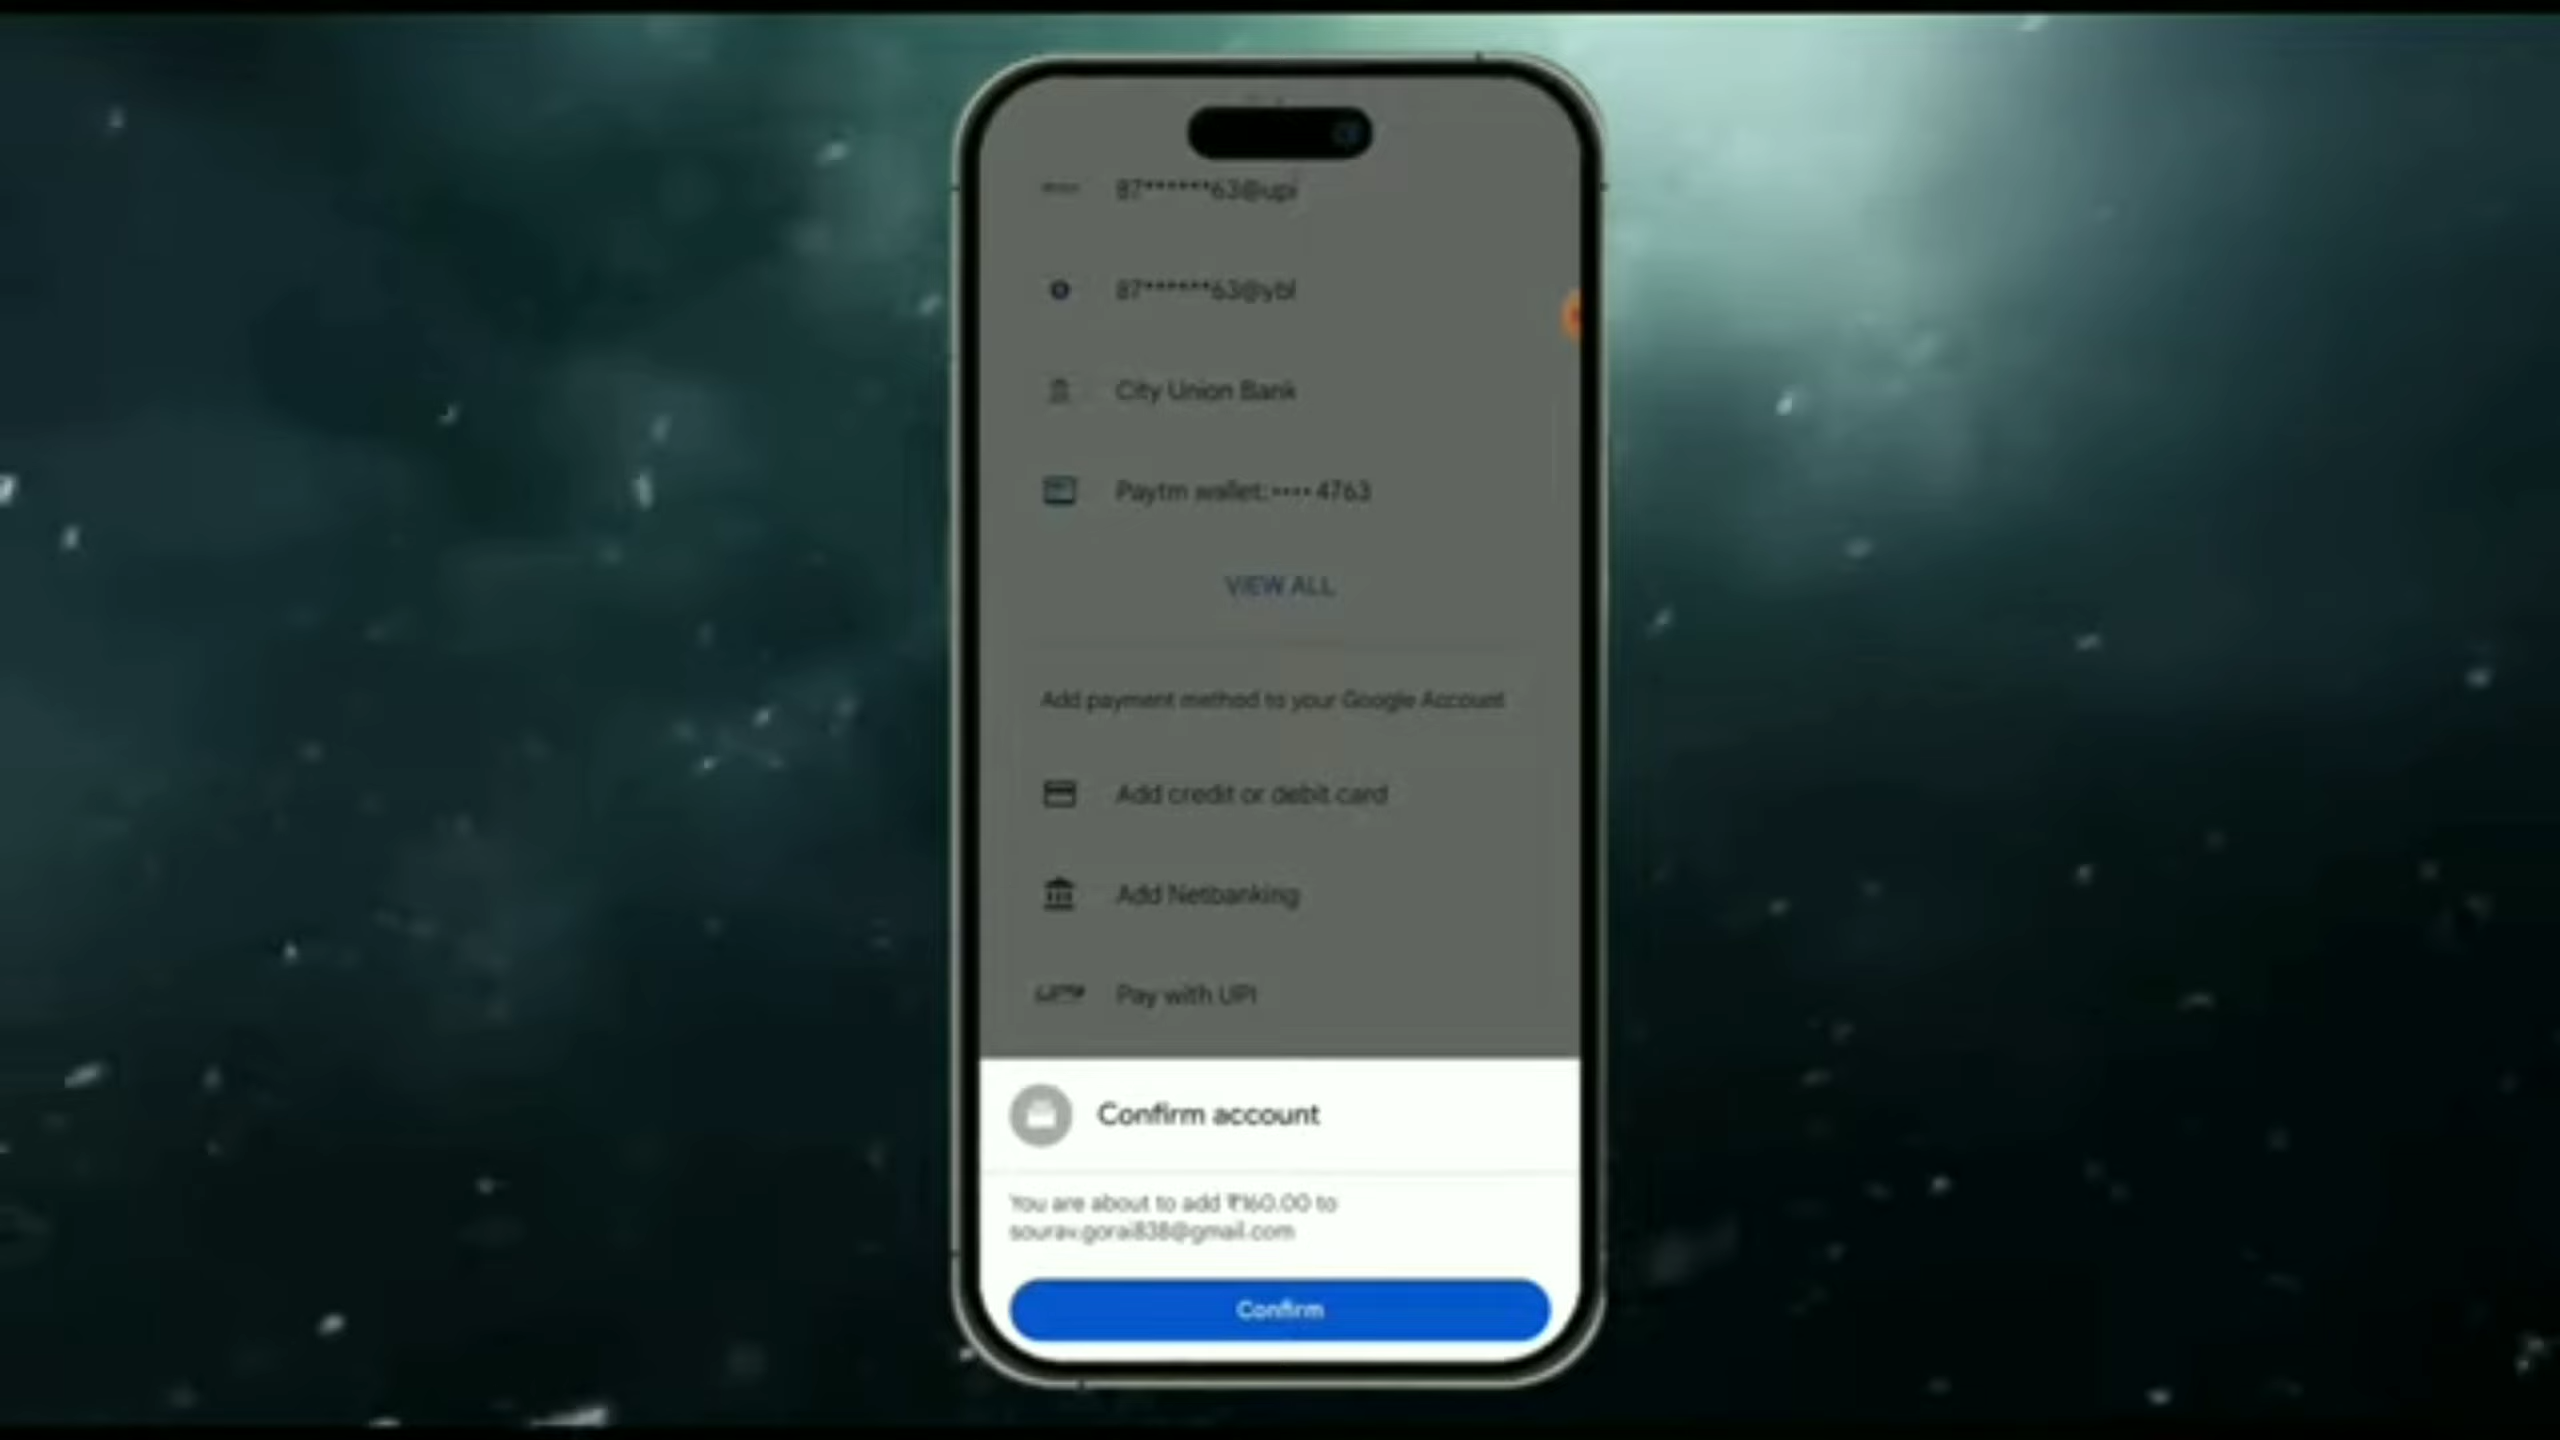 87******63@upi
87******63@ybl
City Union Bank
Paytm wallet: •••• 4763
VIEW ALL
Add payment method to your Google Account
Add credit or debit card
Add Netbanking
Pay with UPI
Confirm account
You are about to add ₹160.00 to
sourav.gorai838@gmail.com
Confirm